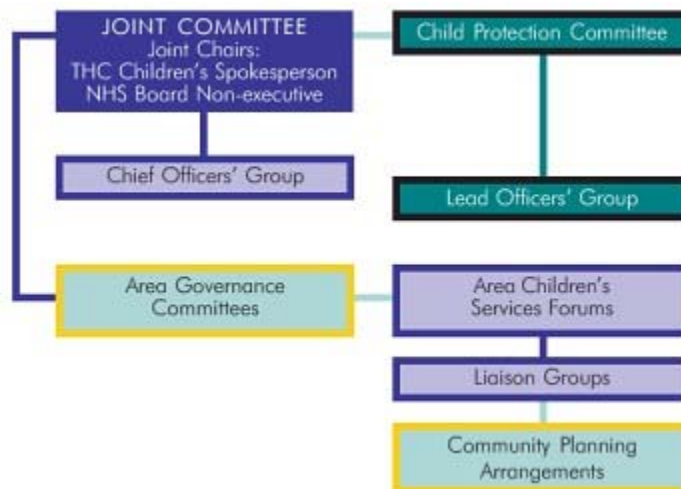 JOINT COMMITTEE
Joint Chairs:
THC Children's Spokesperson
NHS Board Non-executive
Child Protection Committee
Chief Officers' Group
Lead Officers' Group
Area Governance
Committees
Area Children's
Services Forums
Liaison Groups
Community Planning
Arrangements